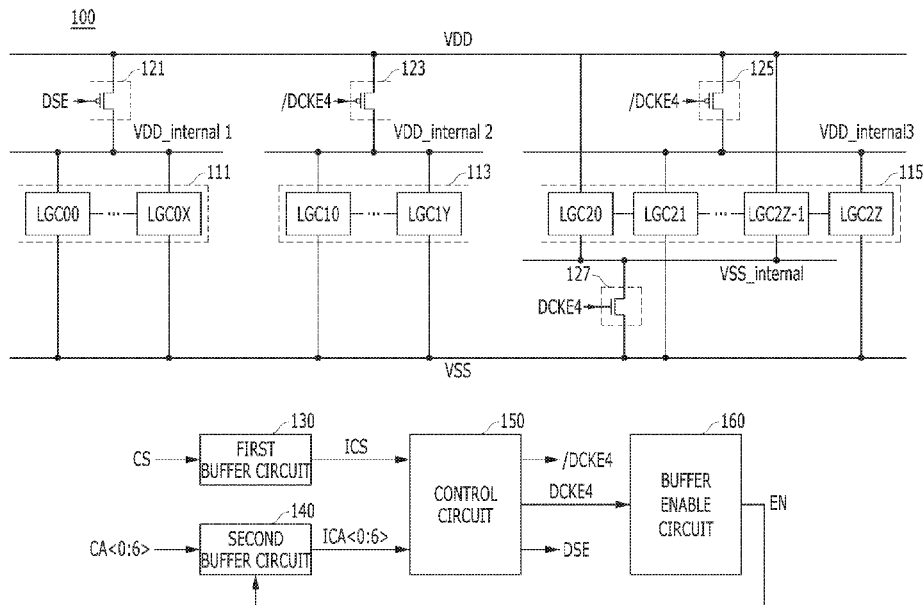 100
VDD
121
123
125
DSE
/DCKE4
/DCKE4
VDD_internal 1
VDD_internal 2
VDD_internal3
111
113
115
LGC00
...
LGC0X
LGC10
...
LGC1Y
LGC20
LGC21
...
LGC2Z-1
LGC2Z
127
VSS_internal
DCKE4
VSS
130
150
160
CS
FIRST
BUFFER CIRCUIT
ICS
140
CA<0:6>
SECOND
BUFFER CIRCUIT
ICA<0:6>
CONTROL
CIRCUIT
/DCKE4
DCKE4
DSE
BUFFER
ENABLE
CIRCUIT
EN